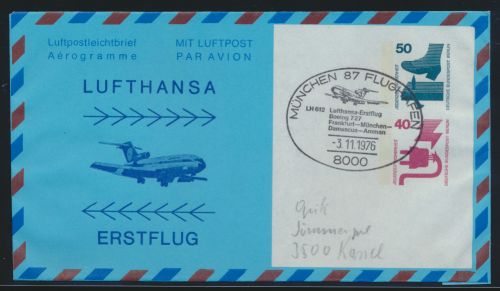 Luftpostleichtbrief
Aérogramme
MIT LUFTPOST
PAR AVION
LUFTHANSA
ERSTFLUG
MÜNCHEN 87 FLUGHAFEN
LH 612 Lufthansa-Erstflug
Boeing 727
Frankfurt—München—
Damascus—Amman
-3.11.1976
8000
50
40
DEUTSCHE BUNDESPOST BERLIN
3500 Kassel